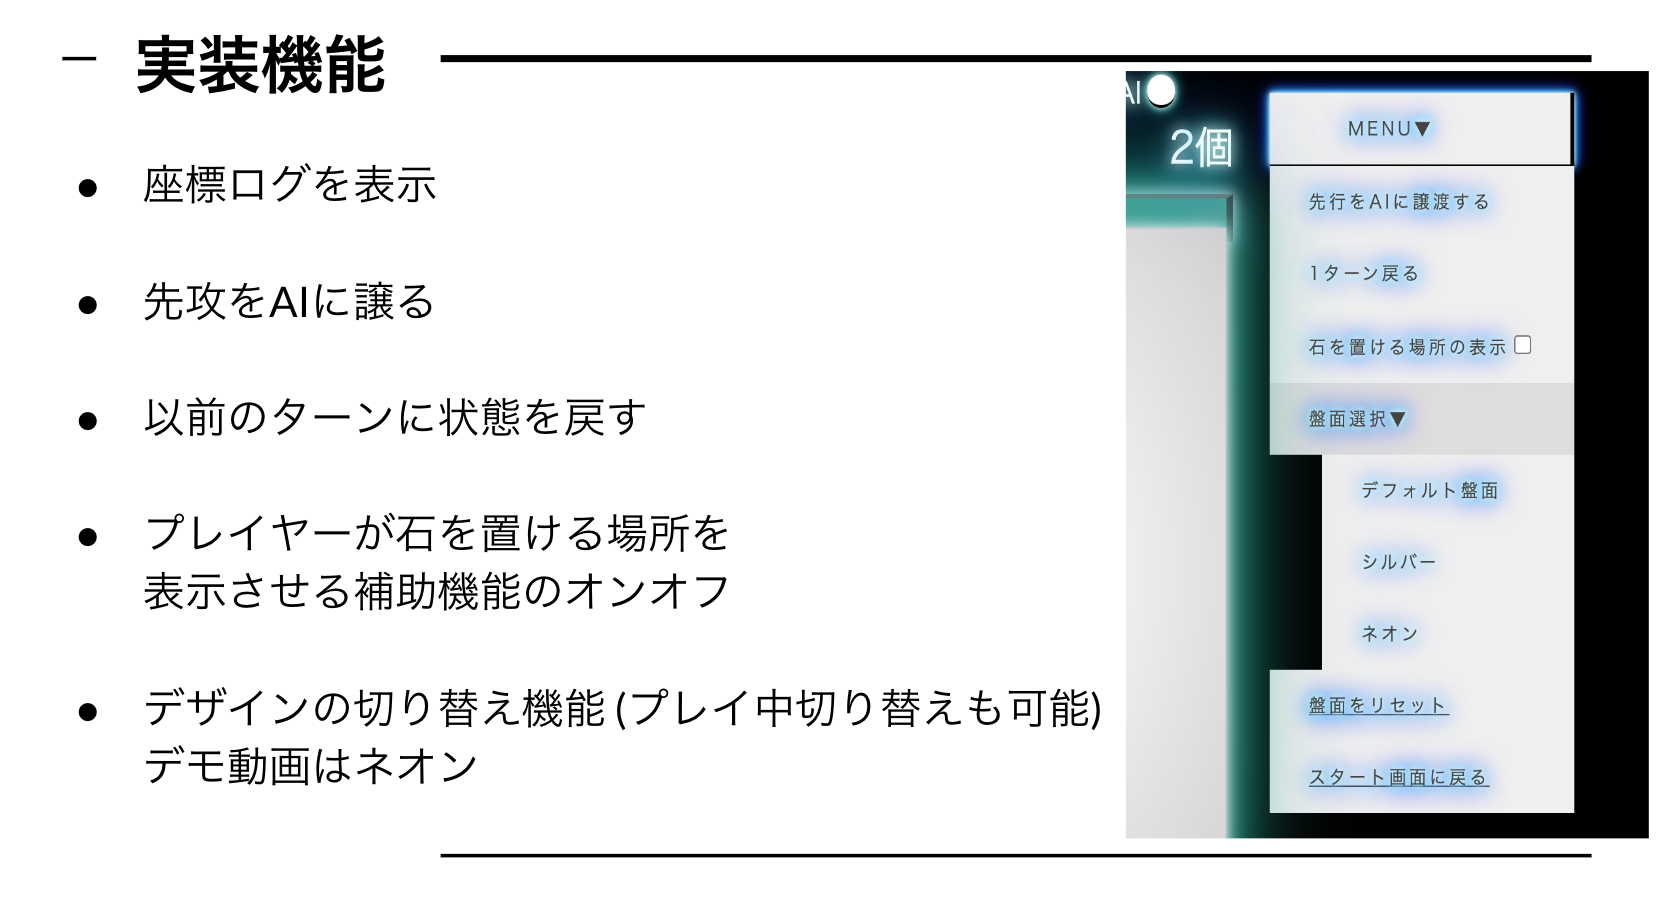 実装機能
● 座標ログを表示
● 先攻をAIに譲る
● 以前のターンに状態を戻す
● プレイヤーが石を置ける場所を
表示させる補助機能のオンオフ
● デザインの切り替え機能 (プレイ中切り替えも可能)
デモ動画はネオン
AI
2個
MENU▼
先行をAIに譲渡する
1ターン戻る
石を置ける場所の表示
盤面選択▼
デフォルト盤面
シルバー
ネオン
盤面をリセット
スタート画面に戻る